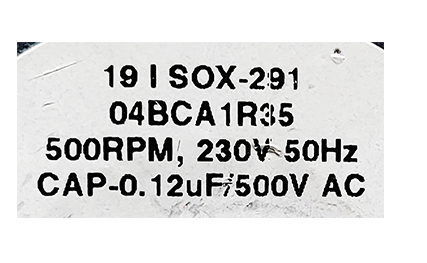 19 I SOX-291
04BCA1R35
500RPM, 230V 50Hz
CAP-0.12uF/500V AC